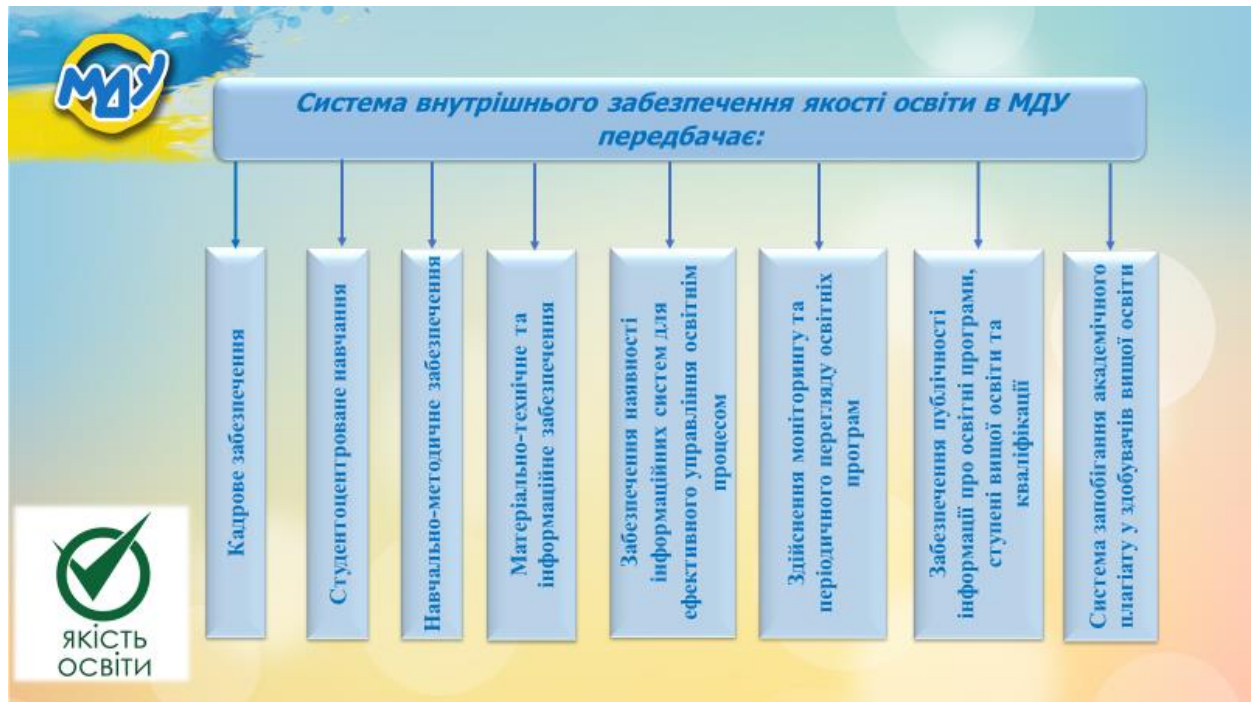 МДУ
Система внутрішнього забезпечення якості освіти в МДУ
передбачає:
Кадрове забезпечення
Студентоцентроване навчання
Навчально-методичне забезпечення
Матеріально-технічне та
інформаційне забезпечення
Забезпечення наявності
інформаційних систем для
ефективного управління освітнім
процесом
Здійснення моніторингу та
періодичного перегляду освітніх
програм
Забезпечення публічності
інформації про освітні програми,
ступені вищої освіти та
кваліфікації
Система запобігання академічного
плагіату у здобувачів вищої освіти
ЯКІСТЬ
ОСВІТИ